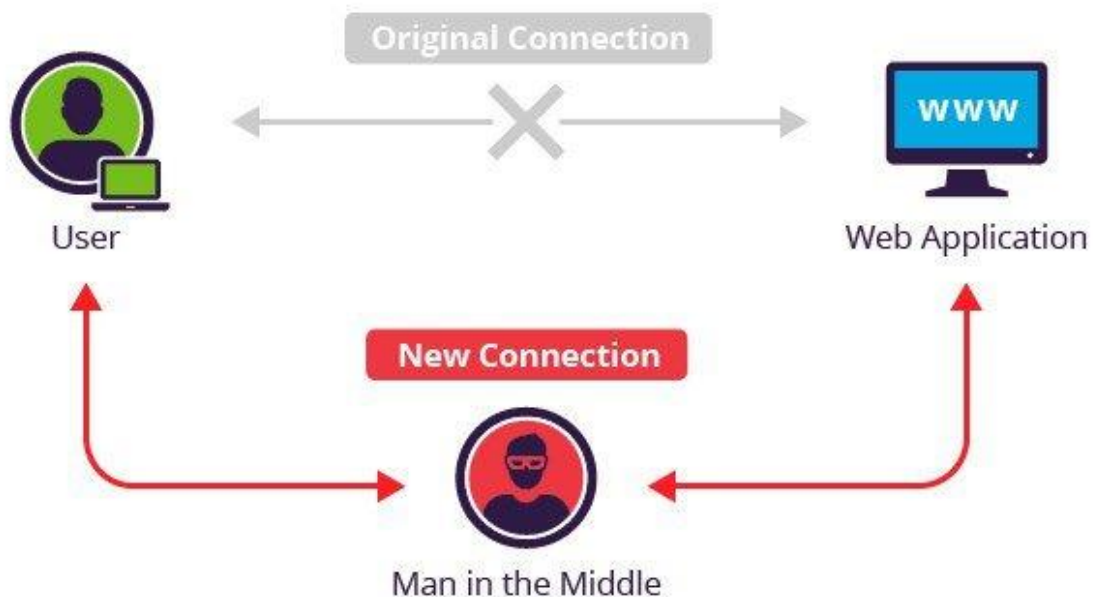 Original Connection
www
User
Web Application
New Connection
Man in the Middle